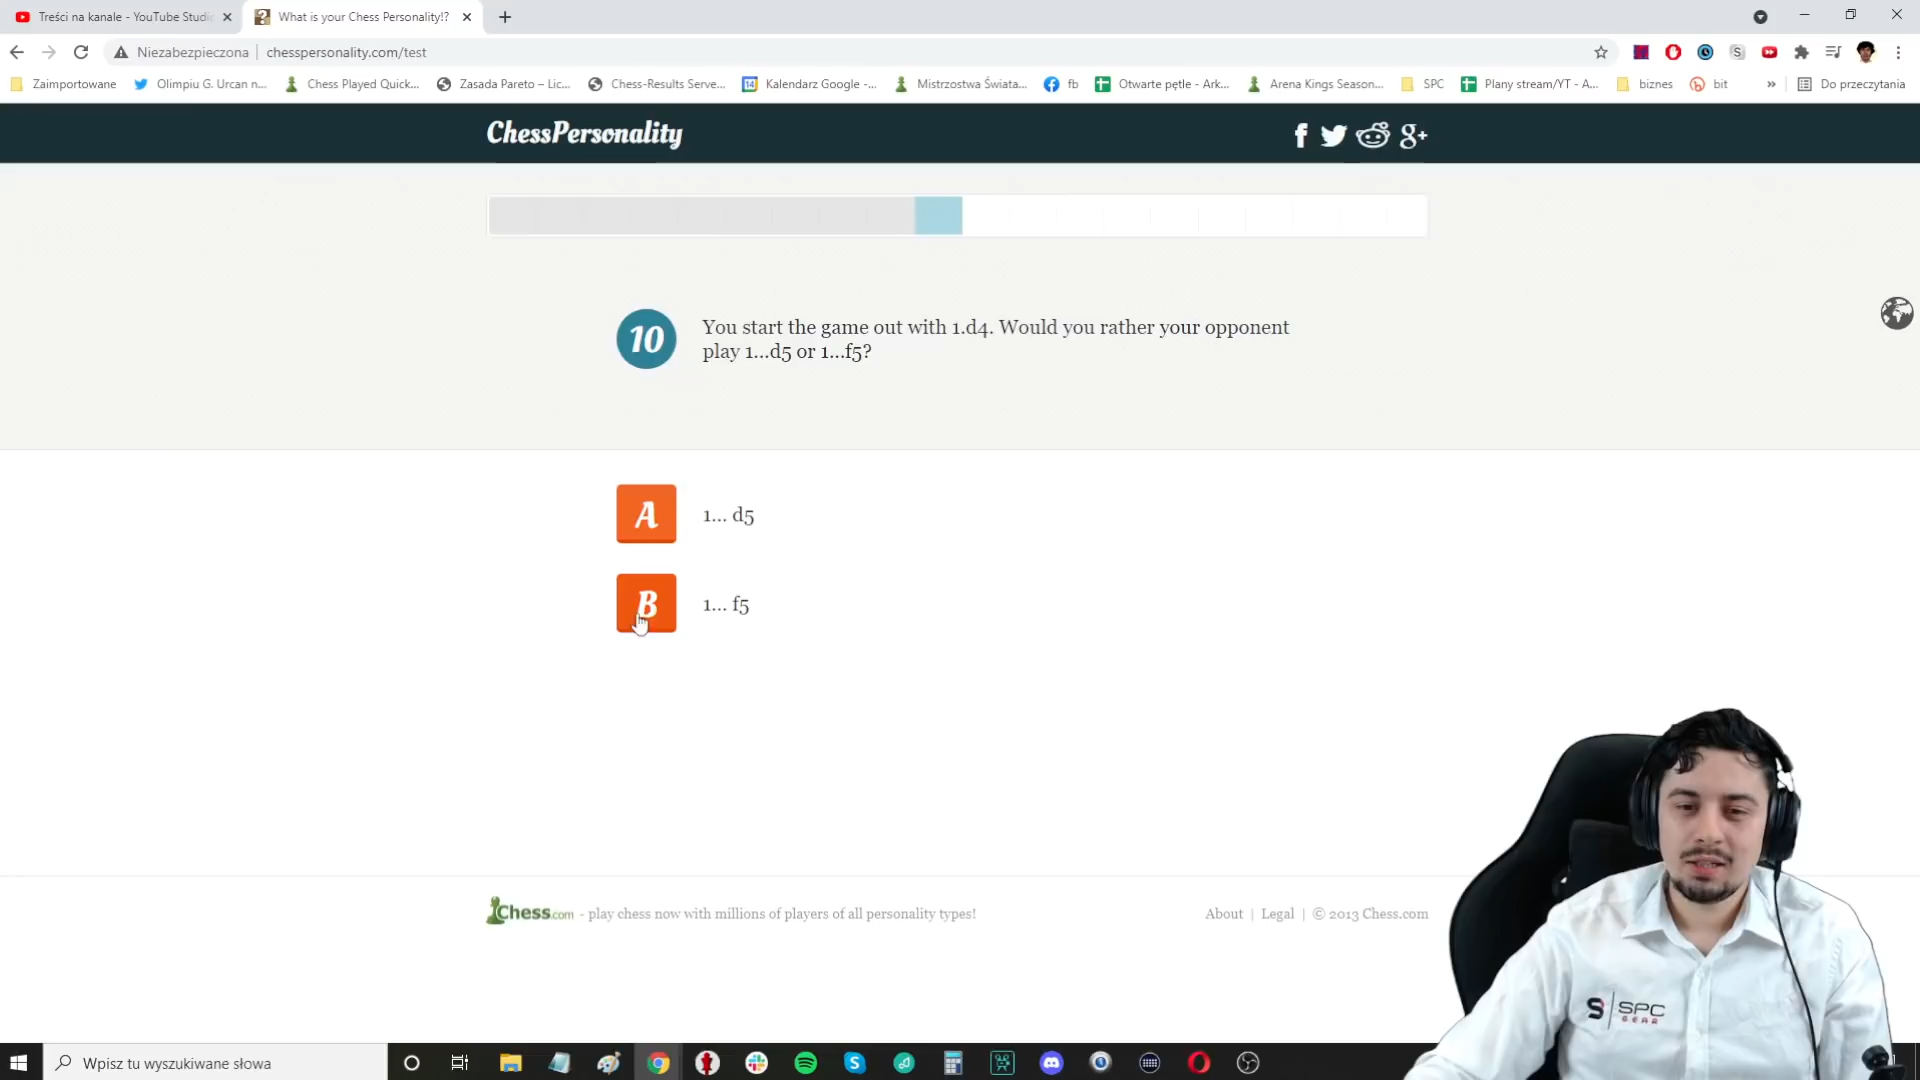 Treści na kanale - YouTube Studi
What is your Chess Personality!?
Niezabezpieczona
chesspersonality.com/test
Zaimportowane
Olimpiu G. Urcan n...
Chess Played Quick...
Zasada Pareto – Lic...
Chess-Results Serve...
Kalendarz Google -...
Mistrzostwa Świata...
fb
Otwarte pętle - Ark...
Arena Kings Season...
SPC
Plany stream/YT - A...
biznes
bit
»
Do przeczytania
ChessPersonality
10
You start the game out with 1.d4. Would you rather your opponent
play 1...d5 or 1...f5?
A
1... d5
B
1... f5
Chess.com - play chess now with millions of players of all personality types!
About | Legal | © 2013 Chess.com
SPC
GEAR
Wpisz tu wyszukiwane słowa